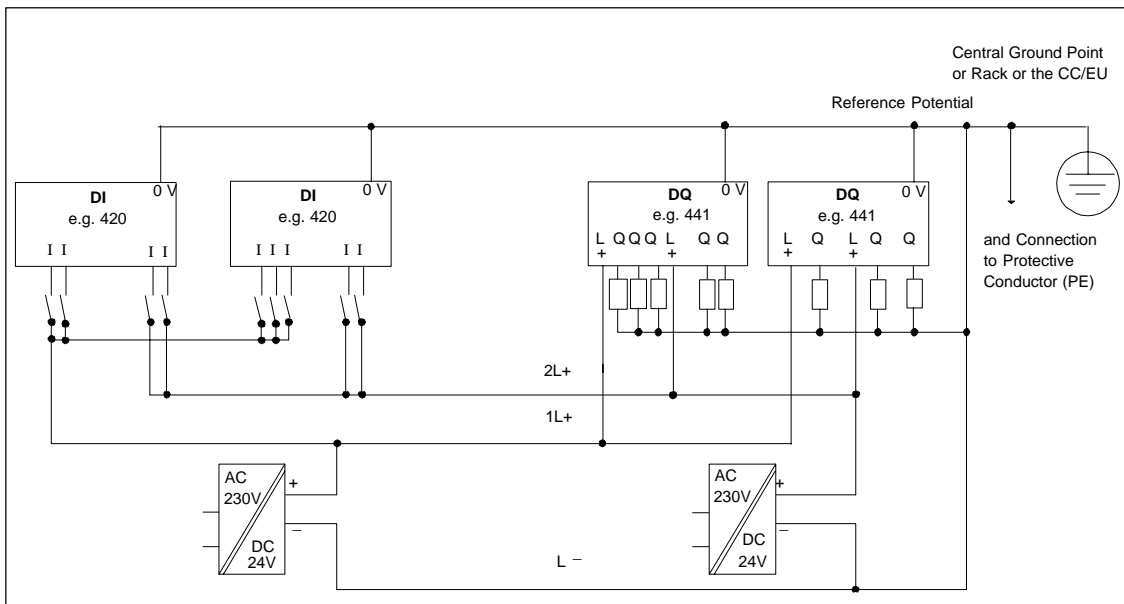 Central Ground Point
or Rack or the CC/EU
Reference Potential
0 V
0 V
0 V
0 V
DI
e.g. 420
DI
e.g. 420
DQ
e.g. 441
DQ
e.g. 441
I I I I
I I I I I
L Q Q Q L Q Q
+ +
L Q L Q Q
+ +
and Connection
to Protective
Conductor (PE)
2L+
1L+
AC
230V
+
–
DC
24V
AC
230V
+
–
DC
24V
L –